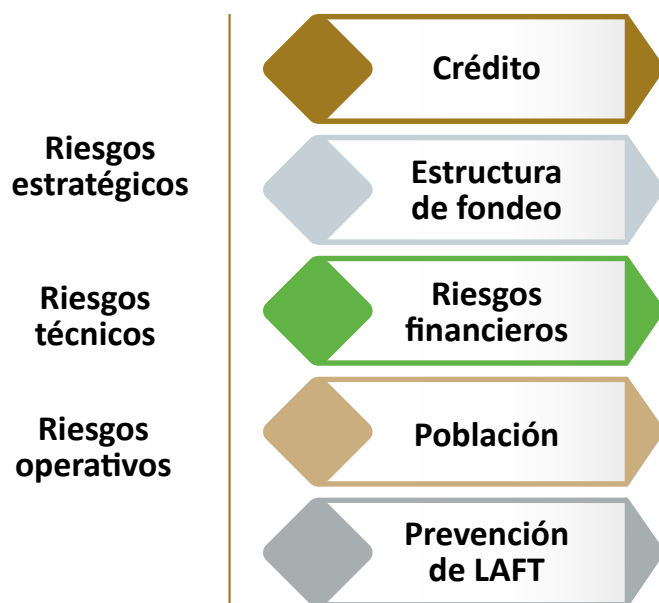 Riesgos
estratégicos
Riesgos
técnicos
Riesgos
operativos
Crédito
Estructura
de fondeo
Riesgos
financieros
Población
Prevención
de LAFT